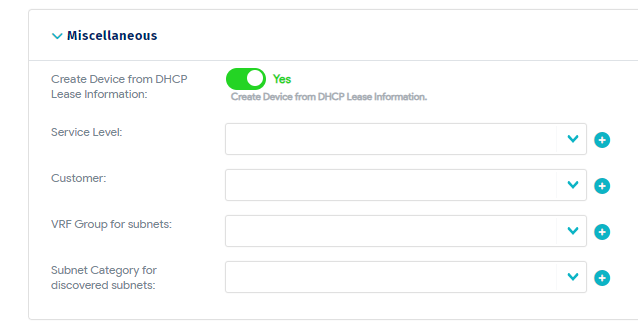 Miscellaneous
Create Device from DHCP
Lease Information:
Yes
Create Device from DHCP Lease Information.
Service Level:
Customer:
VRF Group for subnets:
Subnet Category for
discovered subnets: